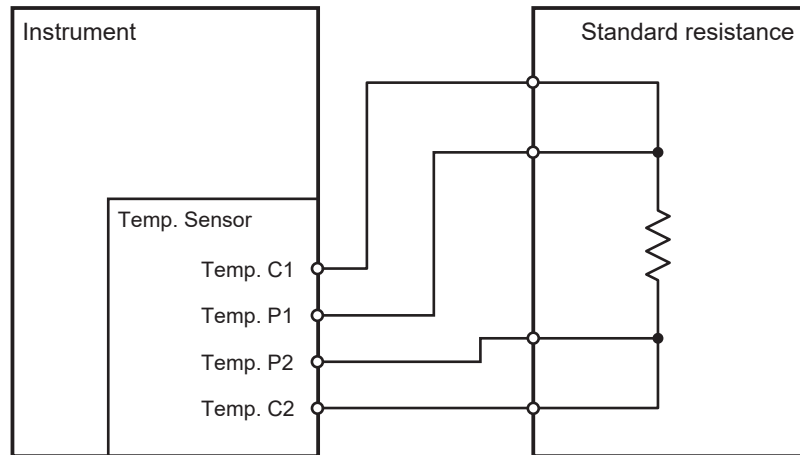 Instrument
Standard resistance
Temp. Sensor
Temp. C1
Temp. P1
Temp. P2
Temp. C2